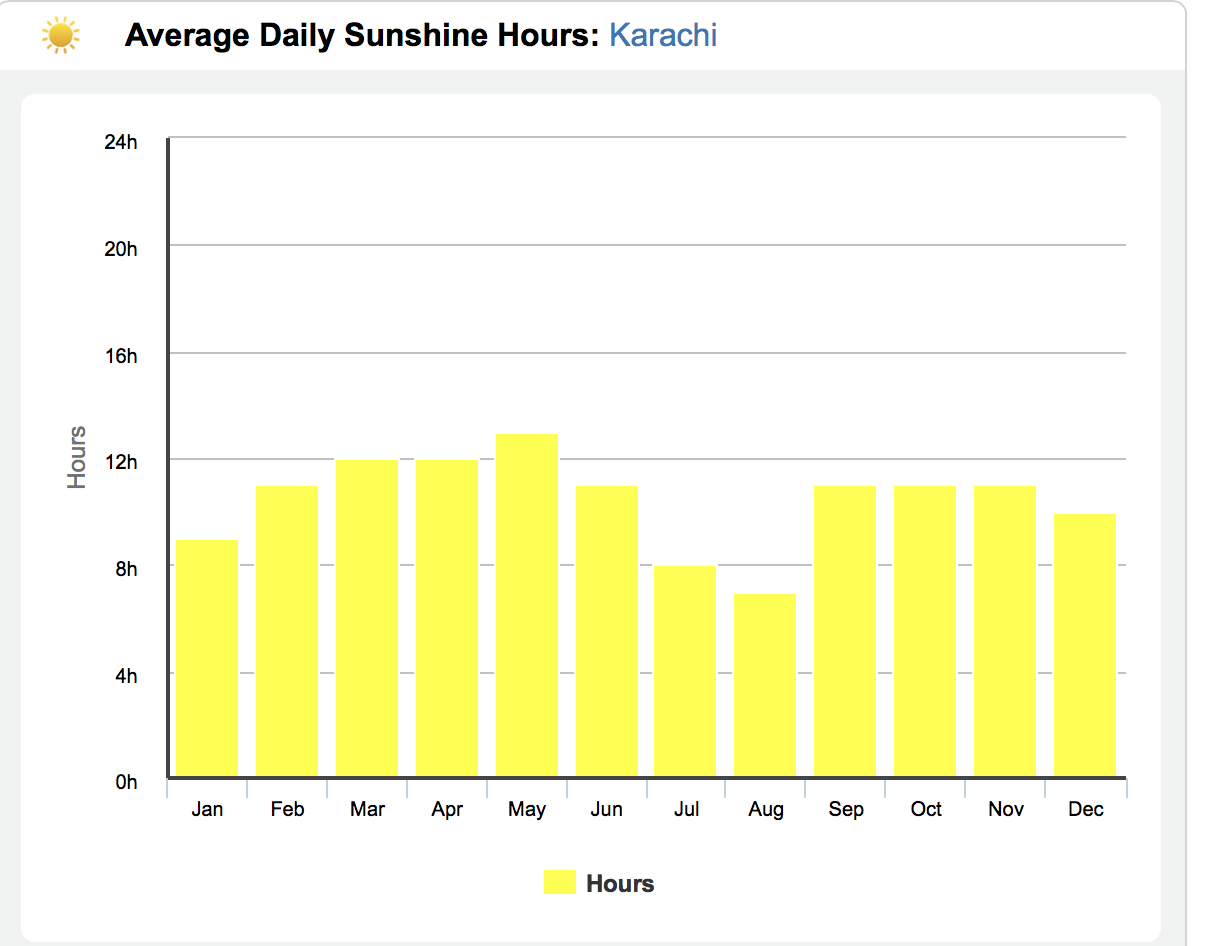 Average Daily Sunshine Hours: Karachi
24h
20h
16h
12h
8h
4h
0h
Hours
Jan Feb Mar Apr May Jun Jul Aug Sep Oct Nov Dec
Hours